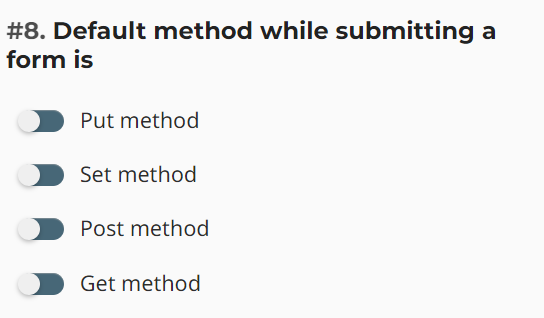 #8. Default method while submitting a
form is
Put method
Set method
Post method
Get method